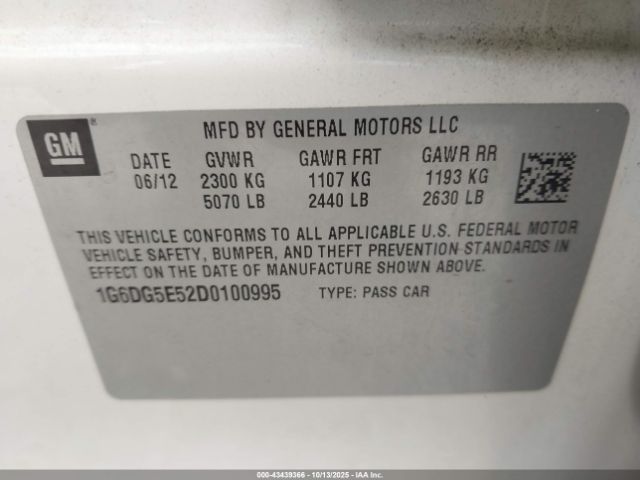 GM
®
MFD BY GENERAL MOTORS LLC
DATE GVWR GAWR FRT GAWR RR
06/12 2300 KG 1107 KG 1193 KG
5070 LB 2440 LB 2630 LB
THIS VEHICLE CONFORMS TO ALL APPLICABLE U.S. FEDERAL MOTOR
VEHICLE SAFETY, BUMPER, AND THEFT PREVENTION STANDARDS IN
EFFECT ON THE DATE OF MANUFACTURE SHOWN ABOVE.
1G6DG5E52D0100995 TYPE: PASS CAR
000-43439366 - 10/13/2025 - IAA Inc.